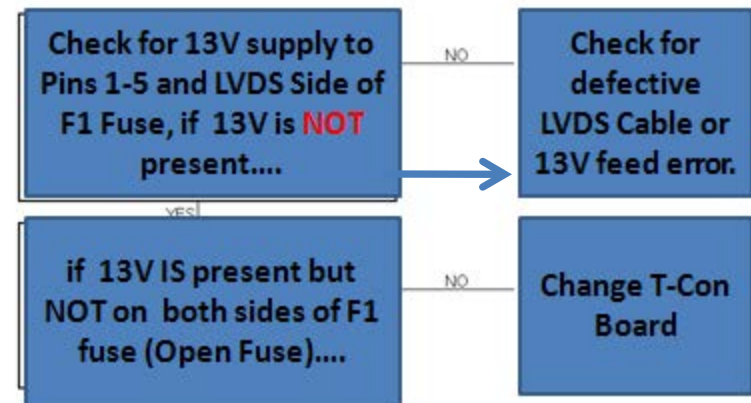 Check for 13V supply to
Pins 1-5 and LVDS Side of
F1 Fuse, if 13V is NOT
present....
NO
Check for
defective
LVDS Cable or
13V feed error.
YES
if 13V IS present but
NOT on both sides of F1
fuse (Open Fuse)....
NO
Change T-Con
Board